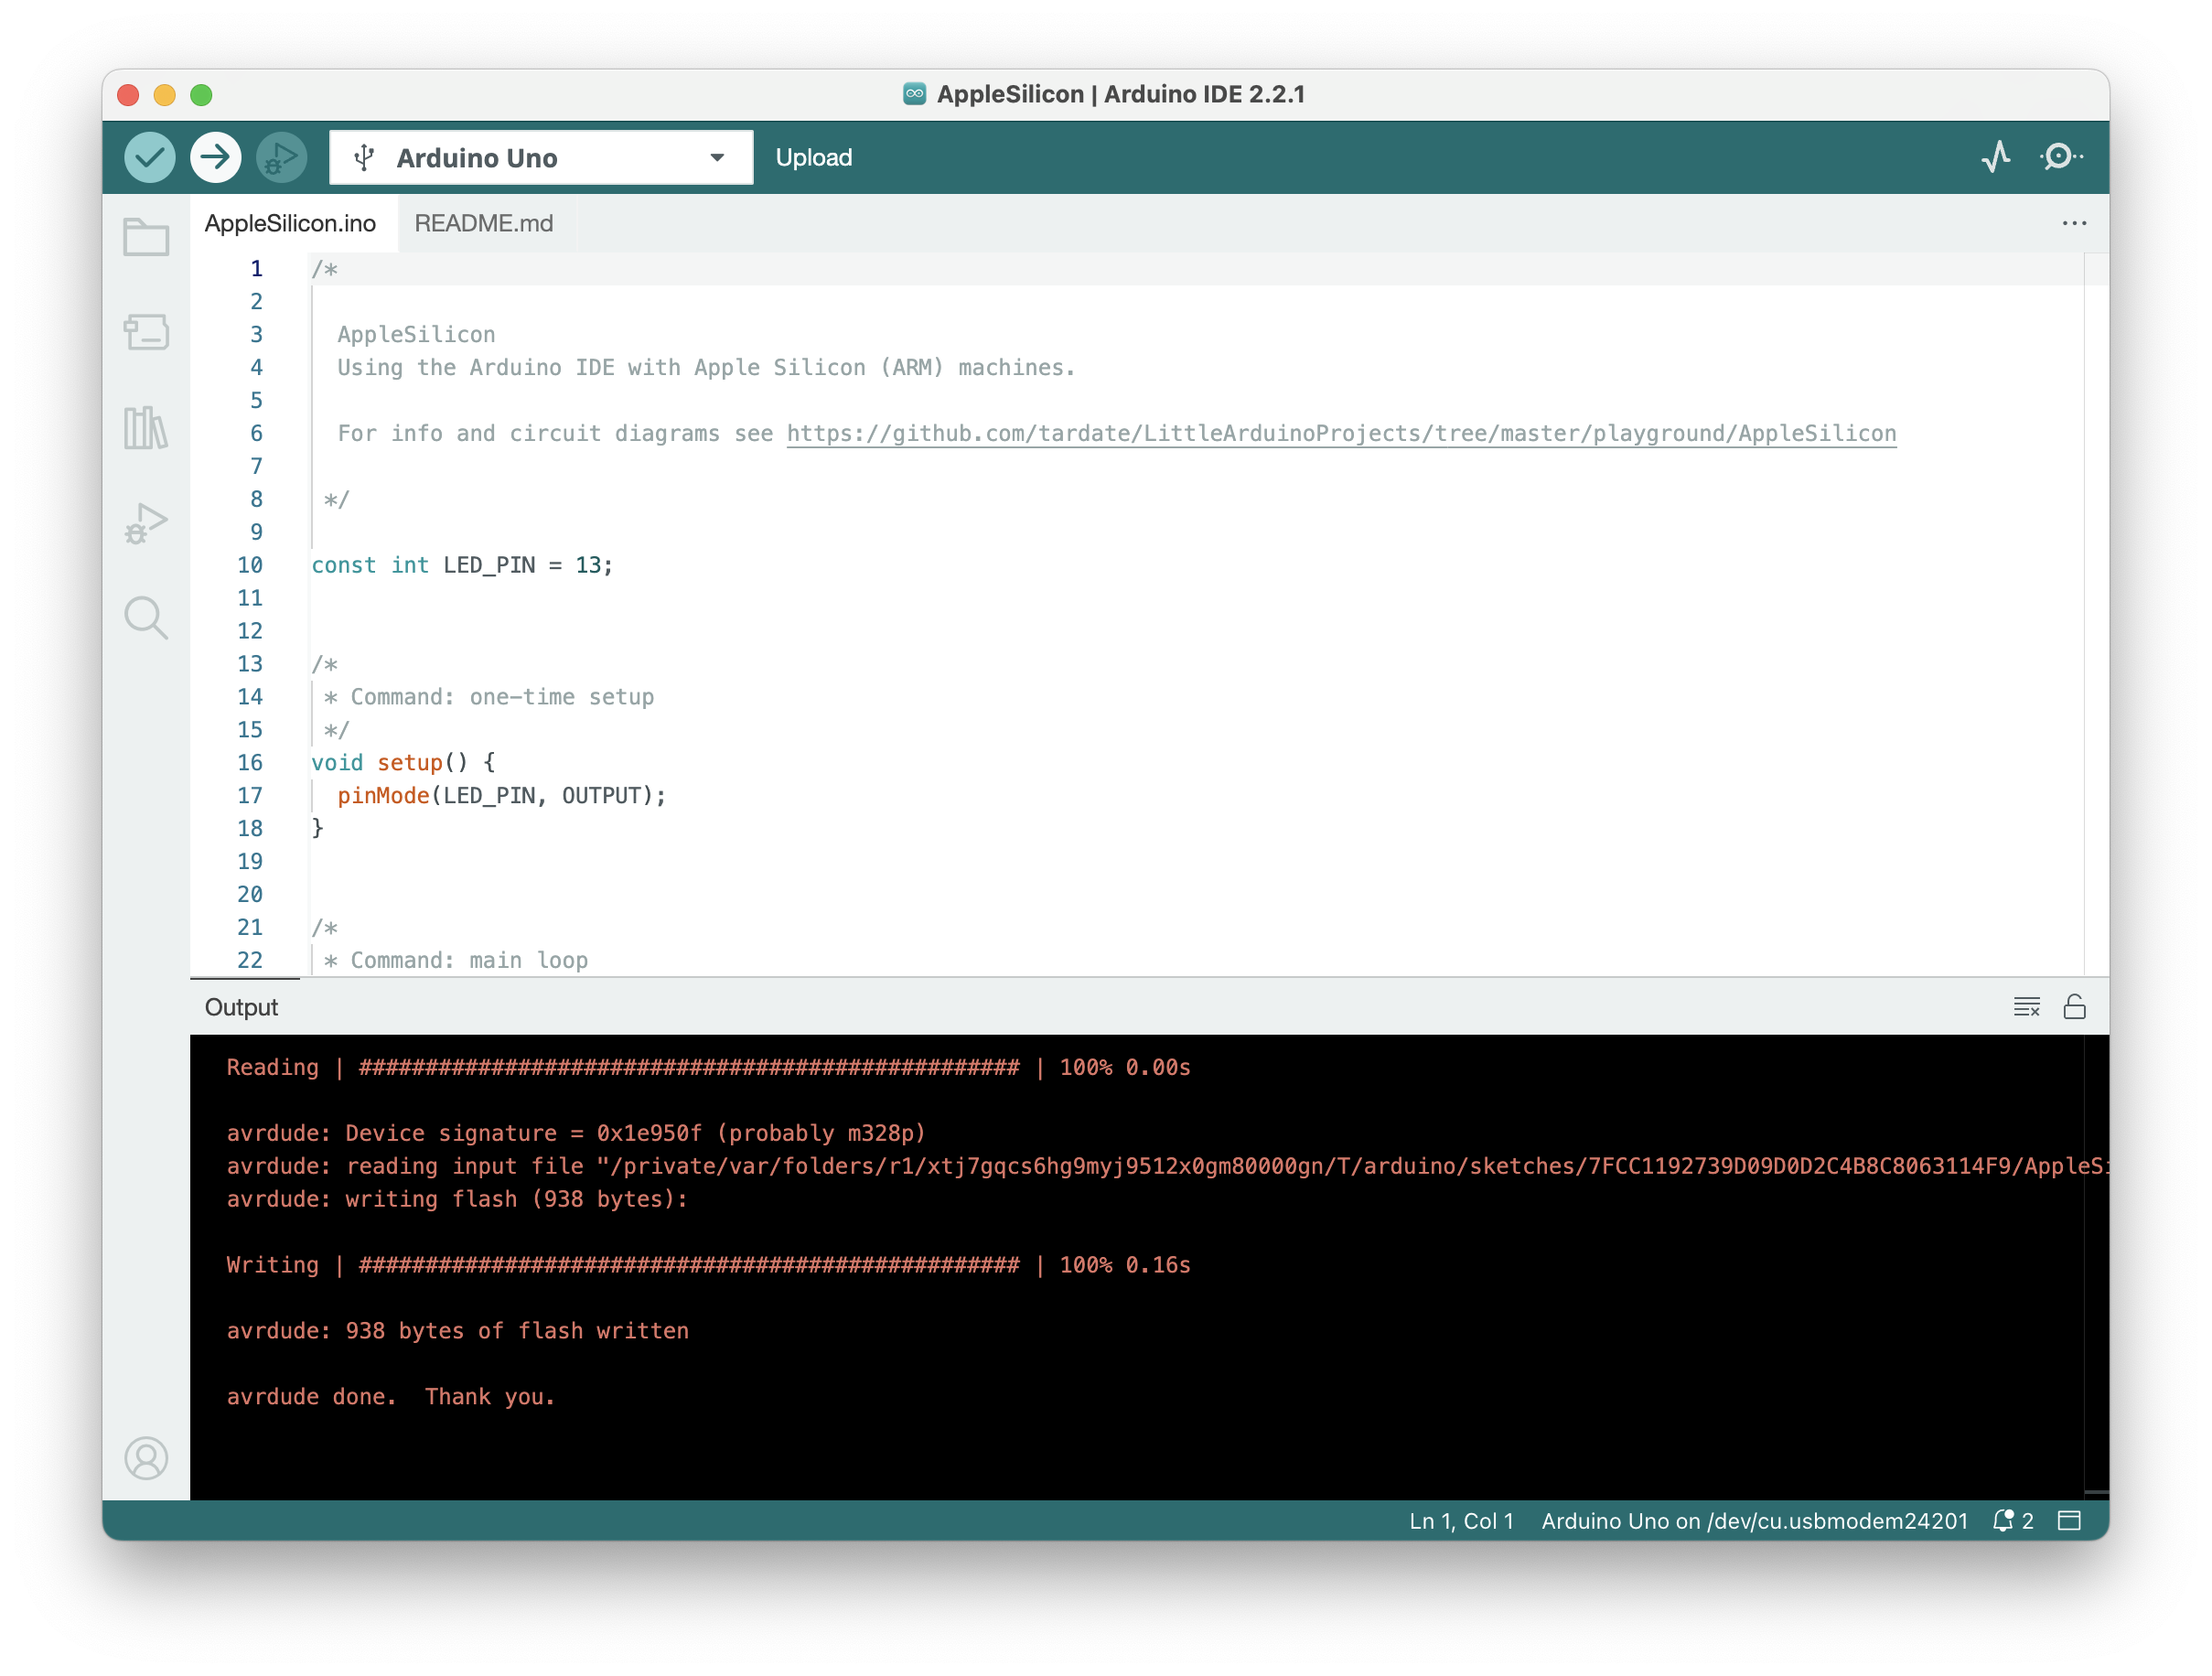 AppleSilicon | Arduino IDE 2.2.1
Arduino Uno
Upload
AppleSilicon.ino
README.md
1 /*
2
3 AppleSilicon
4 Using the Arduino IDE with Apple Silicon (ARM) machines.
5
6 For info and circuit diagrams see https://github.com/tardate/LittleArduinoProjects/tree/master/playground/AppleSilicon
7
8 */
9
10 const int LED_PIN = 13;
11
12
13 /*
14 * Command: one-time setup
15 */
16 void setup() {
17 pinMode(LED_PIN, OUTPUT);
18 }
19
20
21 /*
22 * Command: main loop
Output
Reading | ################################################## | 100% 0.00s
avrdude: Device signature = 0x1e950f (probably m328p)
avrdude: reading input file "/private/var/folders/r1/xtj7gqcs6hg9myj9512x0gm80000gn/T/arduino/sketches/7FCC1192739D09D0D2C4B8C8063114F9/AppleSi
avrdude: writing flash (938 bytes):
Writing | ################################################## | 100% 0.16s
avrdude: 938 bytes of flash written
avrdude done.  Thank you.
Ln 1, Col 1
Arduino Uno on /dev/cu.usbmodem24201
2